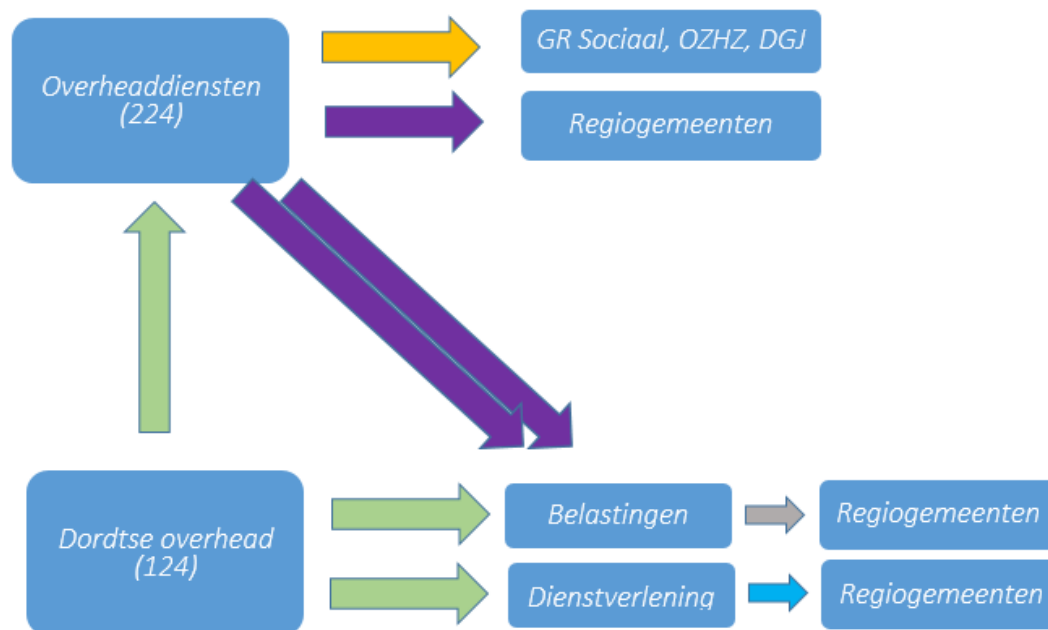 Overheaddiensten
(224)
GR Sociaal, OZHZ, DGJ
Regiogemeenten
Dordtse overhead
(124)
Belastingen
Regiogemeenten
Dienstverlening
Regiogemeenten